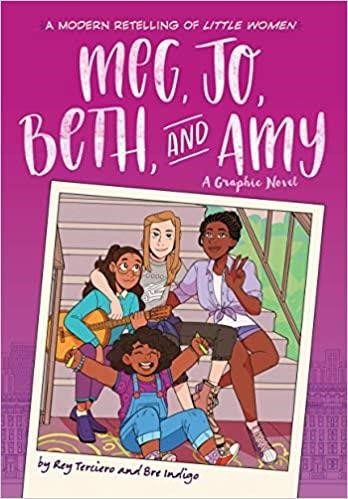 A MODERN RETELLING OF LITTLE WOMEN
MEG, JO,
BETH, AND AMY
A Graphic Novel
by Rey Terciero and Bre Indigo